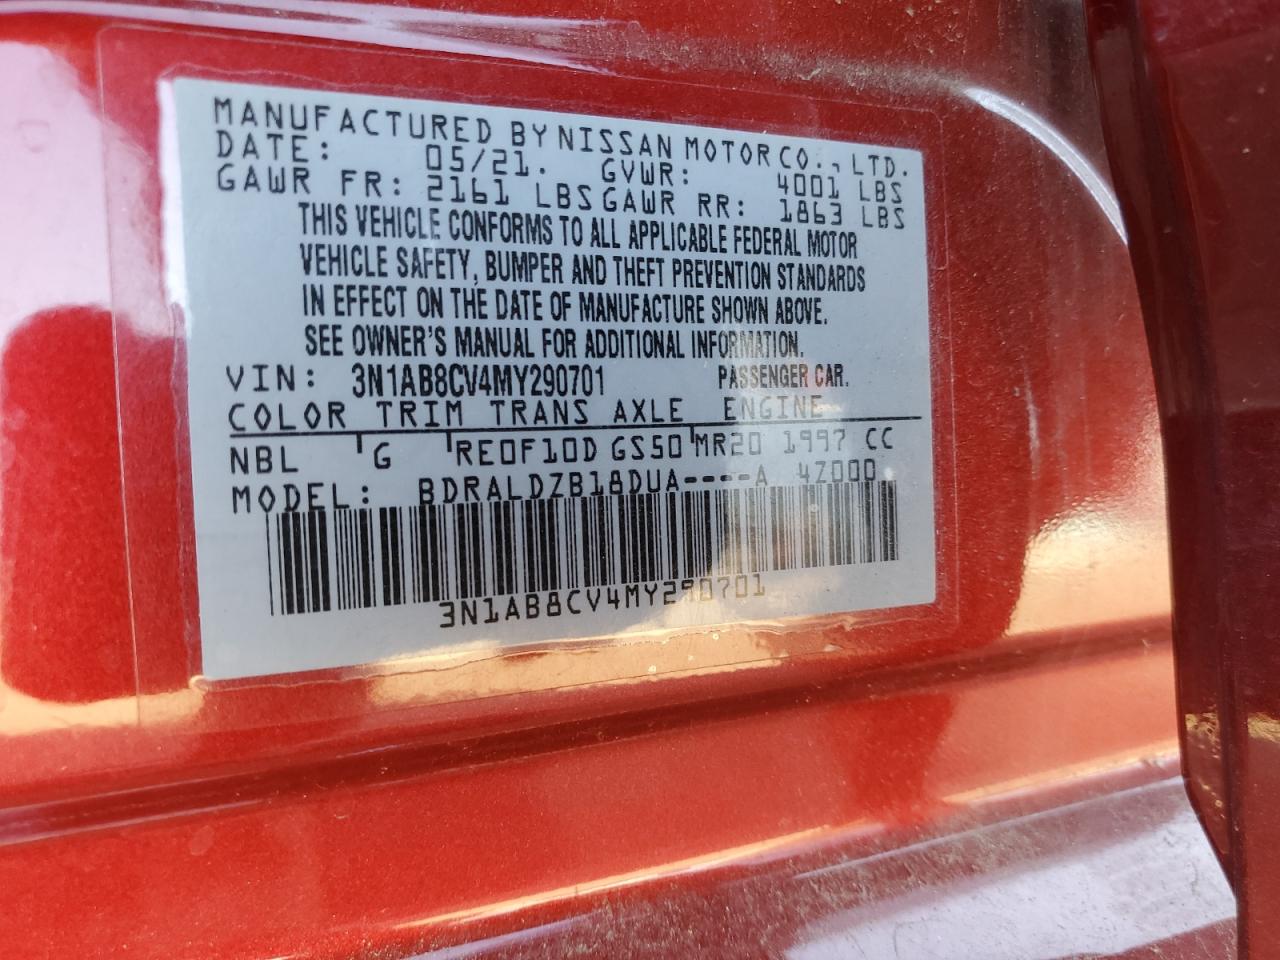 MANUFACTURED BY NISSAN MOTOR CO., LTD.
DATE: 05/21. GVWR: 4001 LBS
GAWR FR: 2161 LBS GAWR RR: 1863 LBS
THIS VEHICLE CONFORMS TO ALL APPLICABLE FEDERAL MOTOR
VEHICLE SAFETY, BUMPER AND THEFT PREVENTION STANDARDS
IN EFFECT ON THE DATE OF MANUFACTURE SHOWN ABOVE.
SEE OWNER'S MANUAL FOR ADDITIONAL INFORMATION.
VIN: 3N1AB8CV4MY290701 PASSENGER CAR.
COLOR TRIM TRANS AXLE ENGINE
NBL G RE0F10D GS50 MR20 1997 CC
MODEL: BDRALDZB18DUA----A 4Z000
3N1AB8CV4MY290701